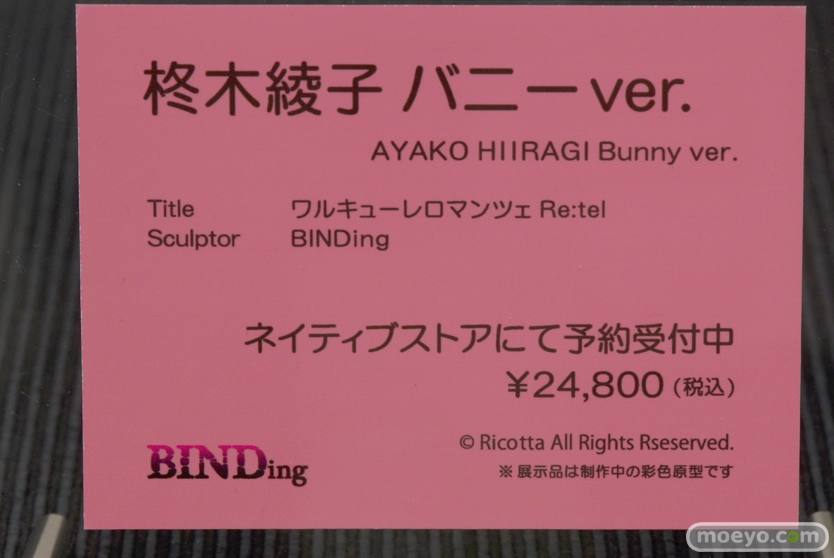 柊木綾子 バニーver.
AYAKO HIIRAGI Bunny ver.
Title ワルキューレロマンツェ Re:tel
Sculptor BINDing
ネイティブストアにて予約受付中
¥24,800 (税込)
© Ricotta All Rights Rseserved.
BINDing
※展示品は制作中の彩色原型です
moeyo.com